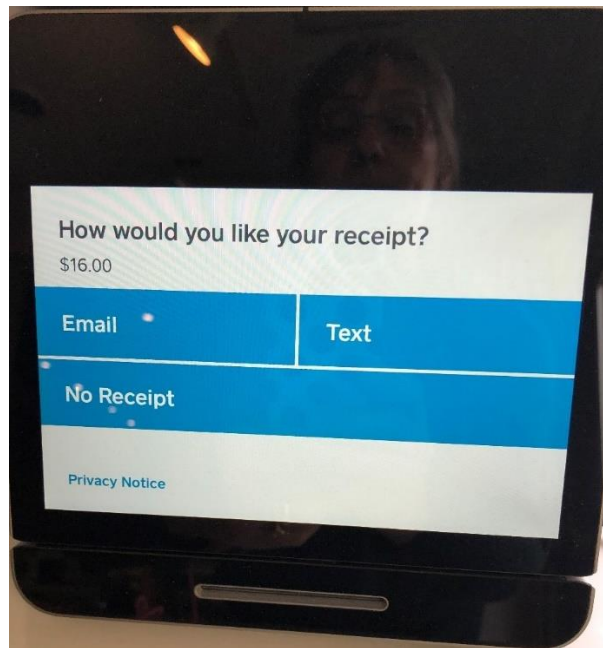 How would you like your receipt?
$16.00
Email
Text
No Receipt
Privacy Notice